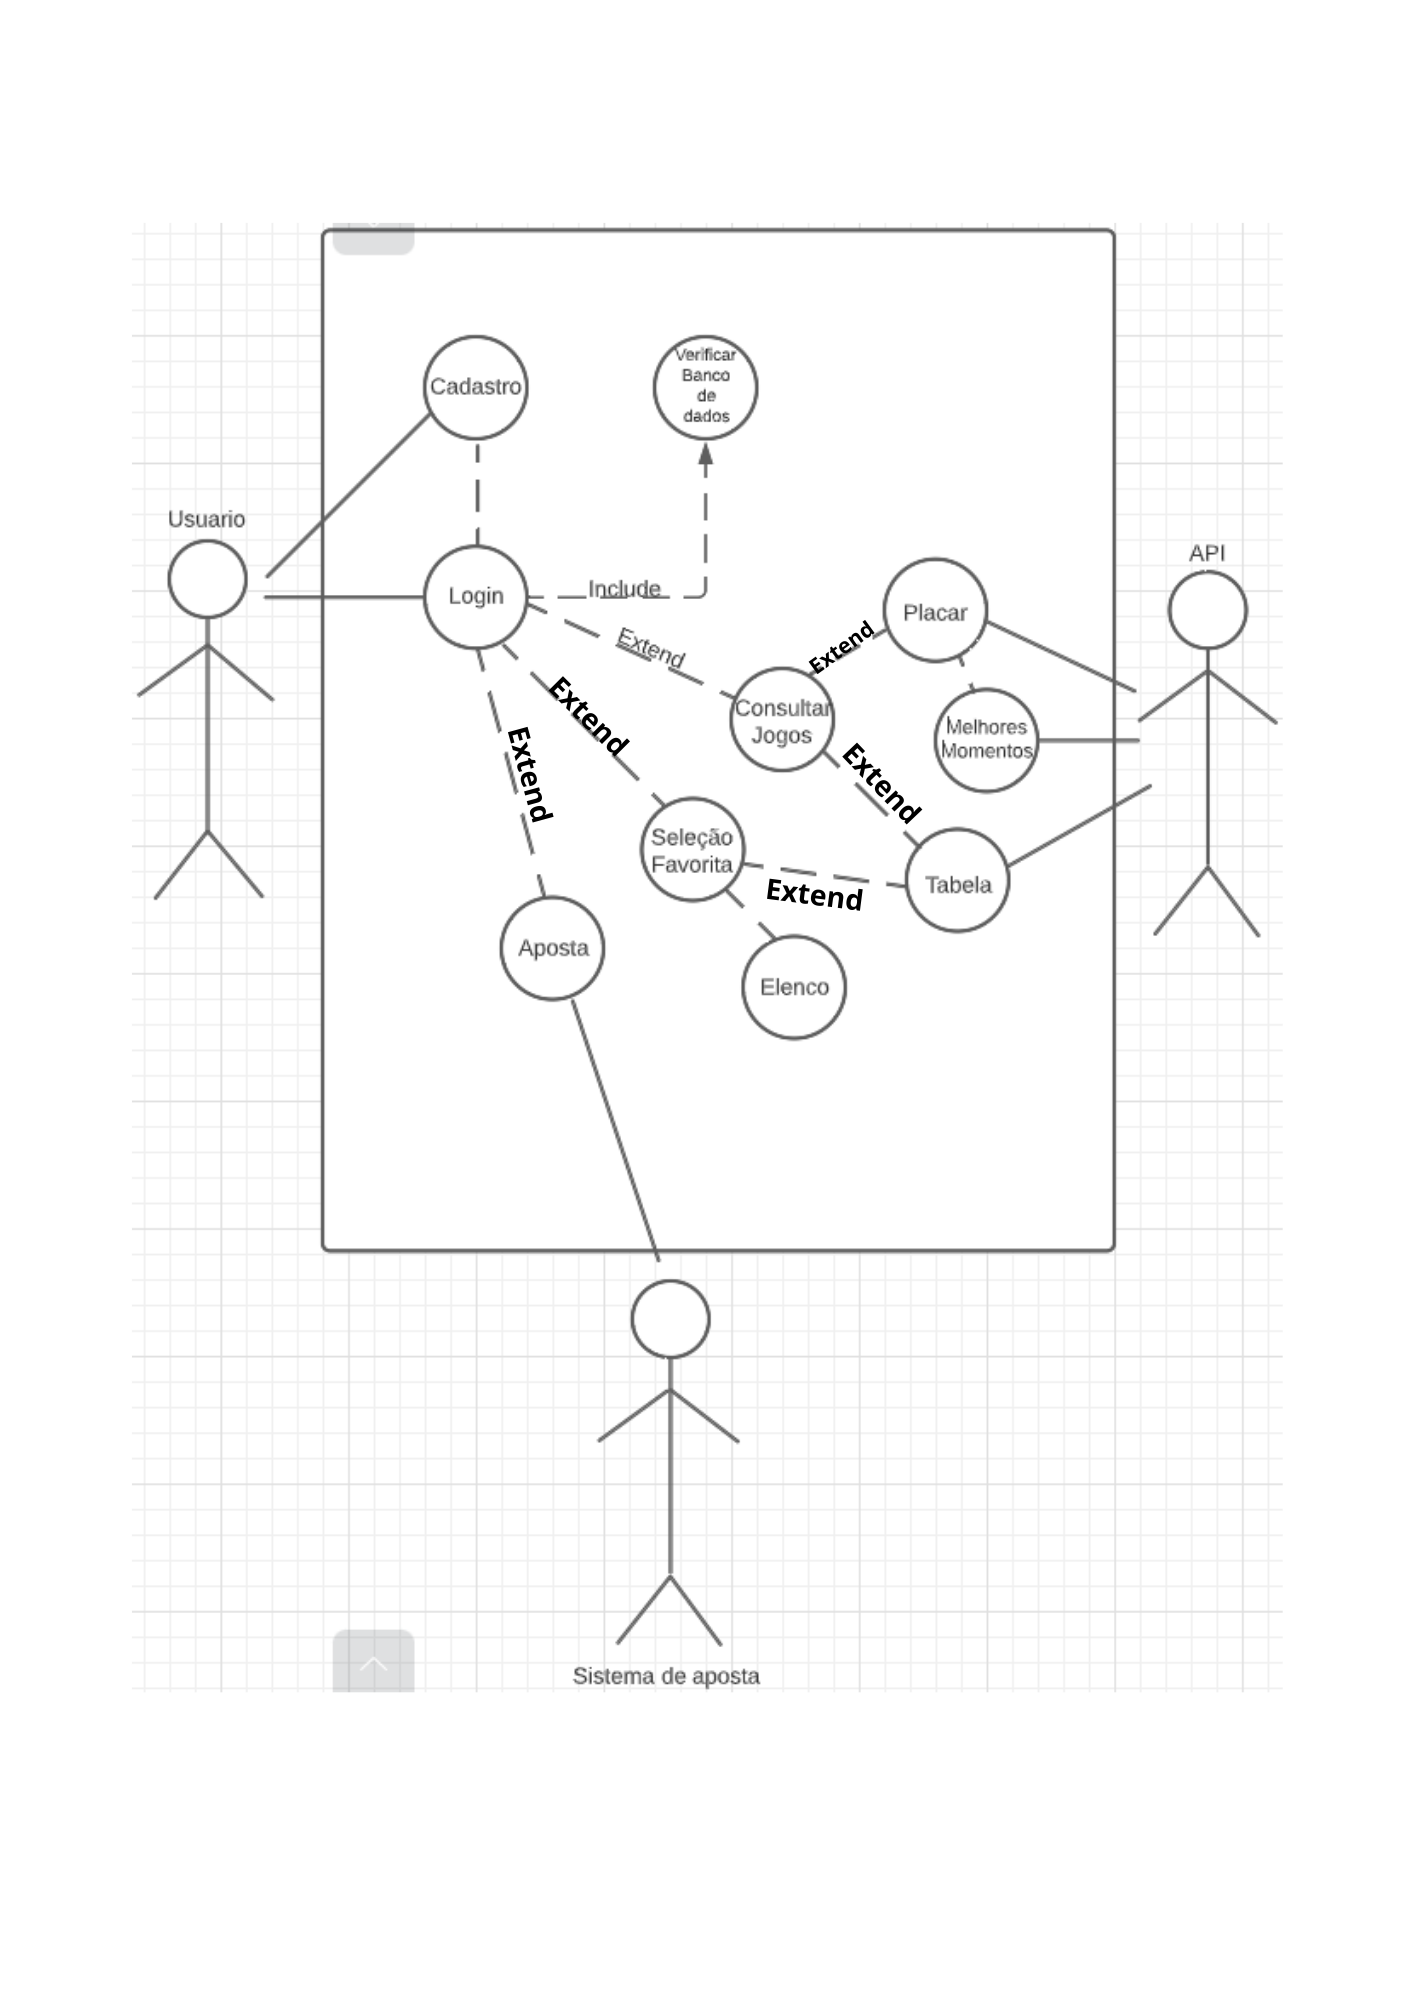 Cadastro
Verificar
Banco
de
dados
Usuario
API
Login
Include
Extend
Placar
Extend
Consultar
Jogos
Melhores
Momentos
Extend
Extend
Extend
Seleção
Favorita
Extend
Tabela
Aposta
Elenco
Sistema de aposta